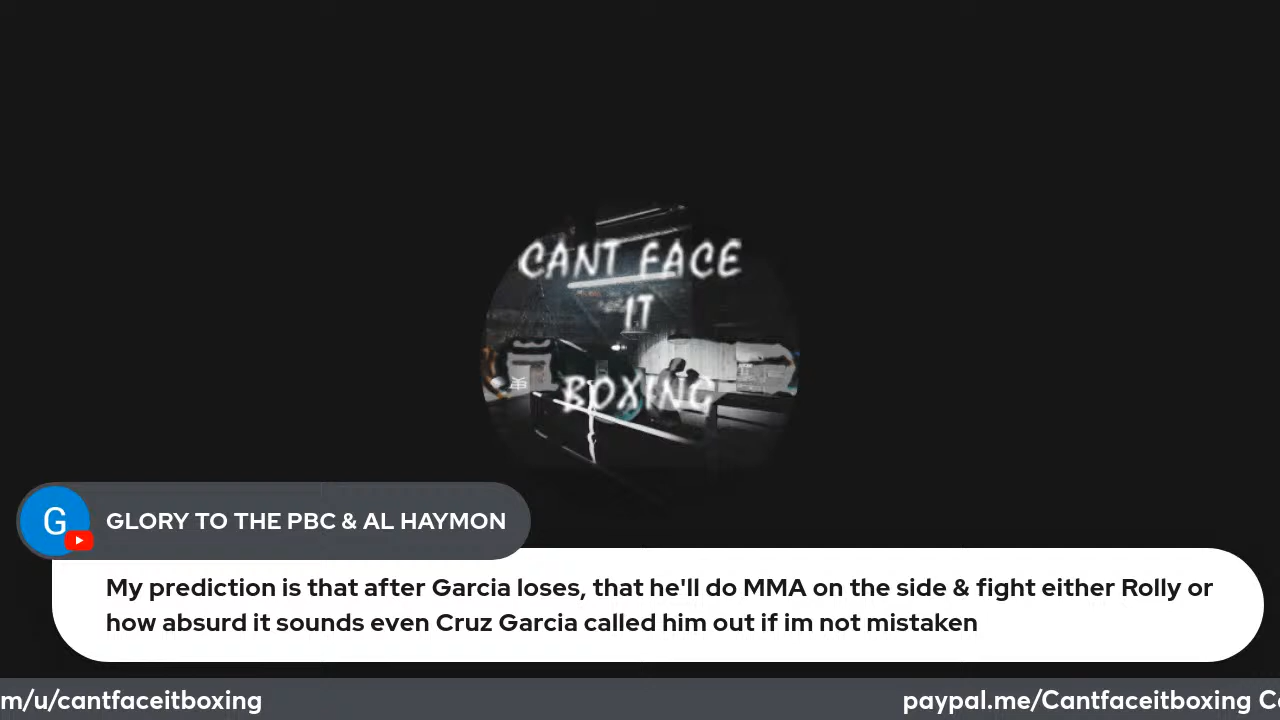 CANT FACE
IT
BOXING
G
GLORY TO THE PBC & AL HAYMON
My prediction is that after Garcia loses, that he'll do MMA on the side & fight either Rolly or
how absurd it sounds even Cruz Garcia called him out if im not mistaken
m/u/cantfaceitboxing paypal.me/Cantfaceitboxing C